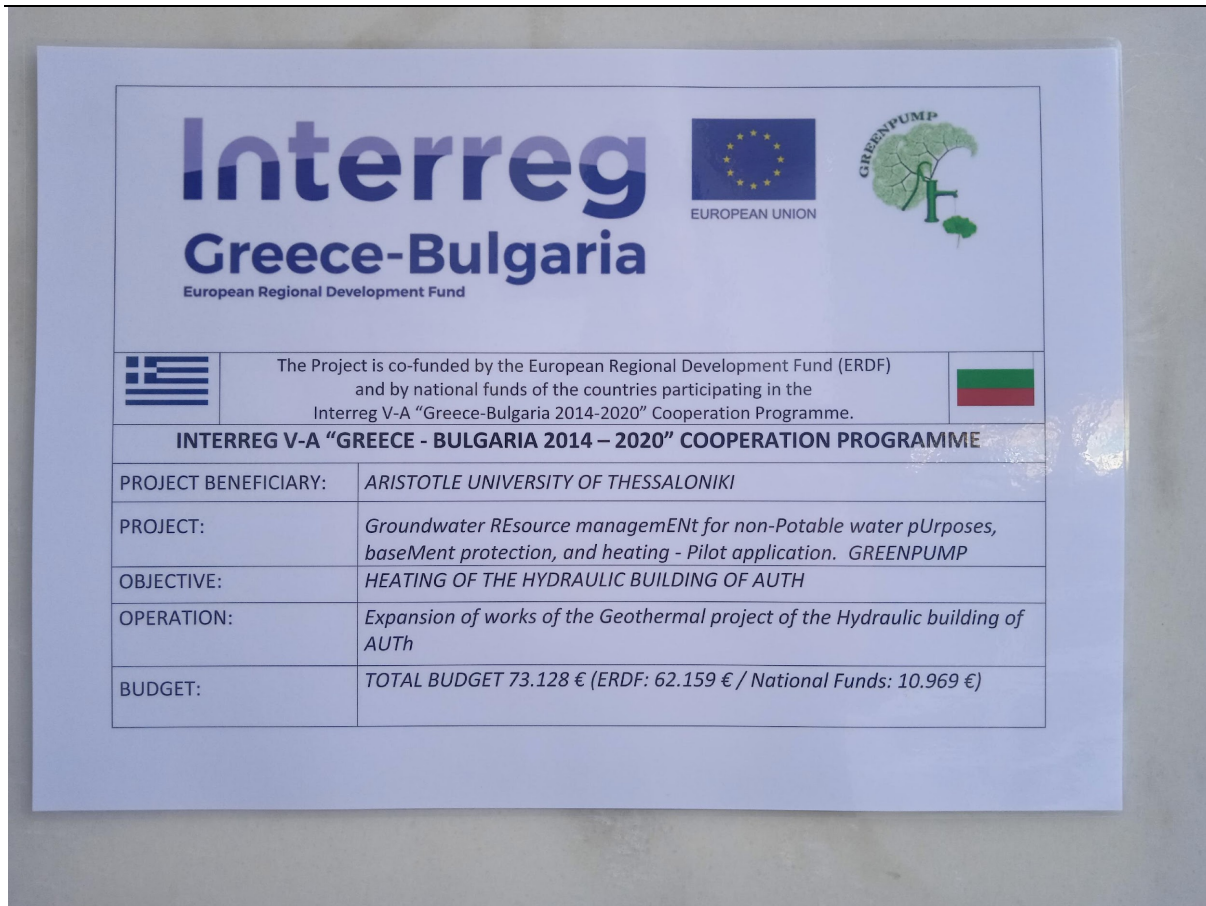 Interreg
Greece-Bulgaria
European Regional Development Fund
EUROPEAN UNION
GREENPUMP
The Project is co-funded by the European Regional Development Fund (ERDF)
and by national funds of the countries participating in the
Interreg V-A “Greece-Bulgaria 2014-2020” Cooperation Programme.
INTERREG V-A “GREECE - BULGARIA 2014 – 2020” COOPERATION PROGRAMME
PROJECT BENEFICIARY: ARISTOTLE UNIVERSITY OF THESSALONIKI
PROJECT: Groundwater REsource managemENt for non-Potable water pUrposes,
baseMent protection, and heating - Pilot application. GREENPUMP
OBJECTIVE: HEATING OF THE HYDRAULIC BUILDING OF AUTH
OPERATION: Expansion of works of the Geothermal project of the Hydraulic building of
AUTh
BUDGET: TOTAL BUDGET 73.128 € (ERDF: 62.159 € / National Funds: 10.969 €)